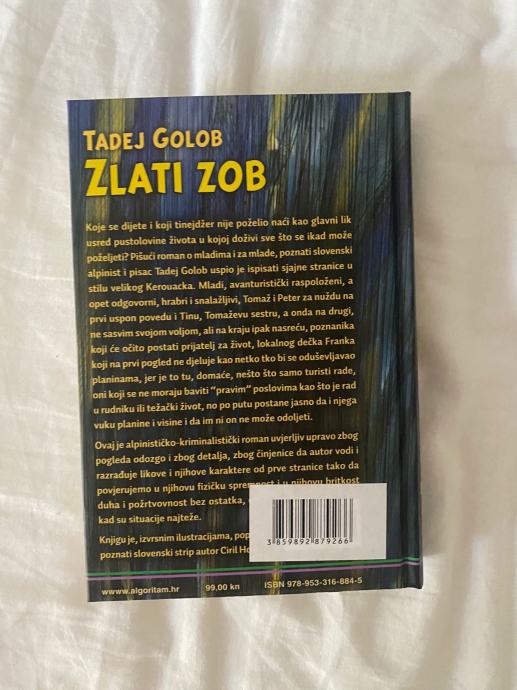 TADEJ GOLOB
ZLATI ZOB
Koje se dijete i koji tinejdžer nije poželio naći kao glavni lik
usred pustolovine života u kojoj doživi sve što se ikad može
poželjeti? Pišući roman o mladima i za mlade, poznati slovenski
alpinist i pisac Tadej Golob uspio je ispisati sjajne stranice u
stilu velikog Kerouacka. Mladi, avanturistički raspoloženi, a
opet odgovorni, hrabri i snalažljivi, Tomaž i Peter za nuždu na
prvi uspon povedu i Tinu, Tomaževu sestru, a onda na drugi,
ne sasvim svojom voljom, ali na kraju ipak nasreću, poznanika
koji će očito postati prijatelj za život, lokalnog dečka Franka
koji na prvi pogled ne djeluje kao netko tko bi se oduševljavao
planinama, jer je to tu, domaće, nešto što samo turisti rade,
oni koji se ne moraju baviti "pravim" poslovima kao što je rad
u rudniku ili težački život, no po putu postane jasno da i njega
vuku planine i visine i da im ni on ne može odoljeti.
Ovaj je alpinističko-kriminalistički roman uvjerljiv upravo zbog
pogleda odozgo i zbog detalja, zbog činjenice da autor vodi i
razrađuje likove i njihove karaktere od prve stranice tako da
povjerujemo u njihovu fizičku spremnost i u njihovu britkost
duha i požrtvovnost bez ostatka,
kad su situacije najteže.
Knjigu je, izvrsnim ilustracijama,
poznati slovenski strip autor Ciril
3859892879266
www.algoritam.hr
99,00 kn
ISBN 978-953-316-884-5